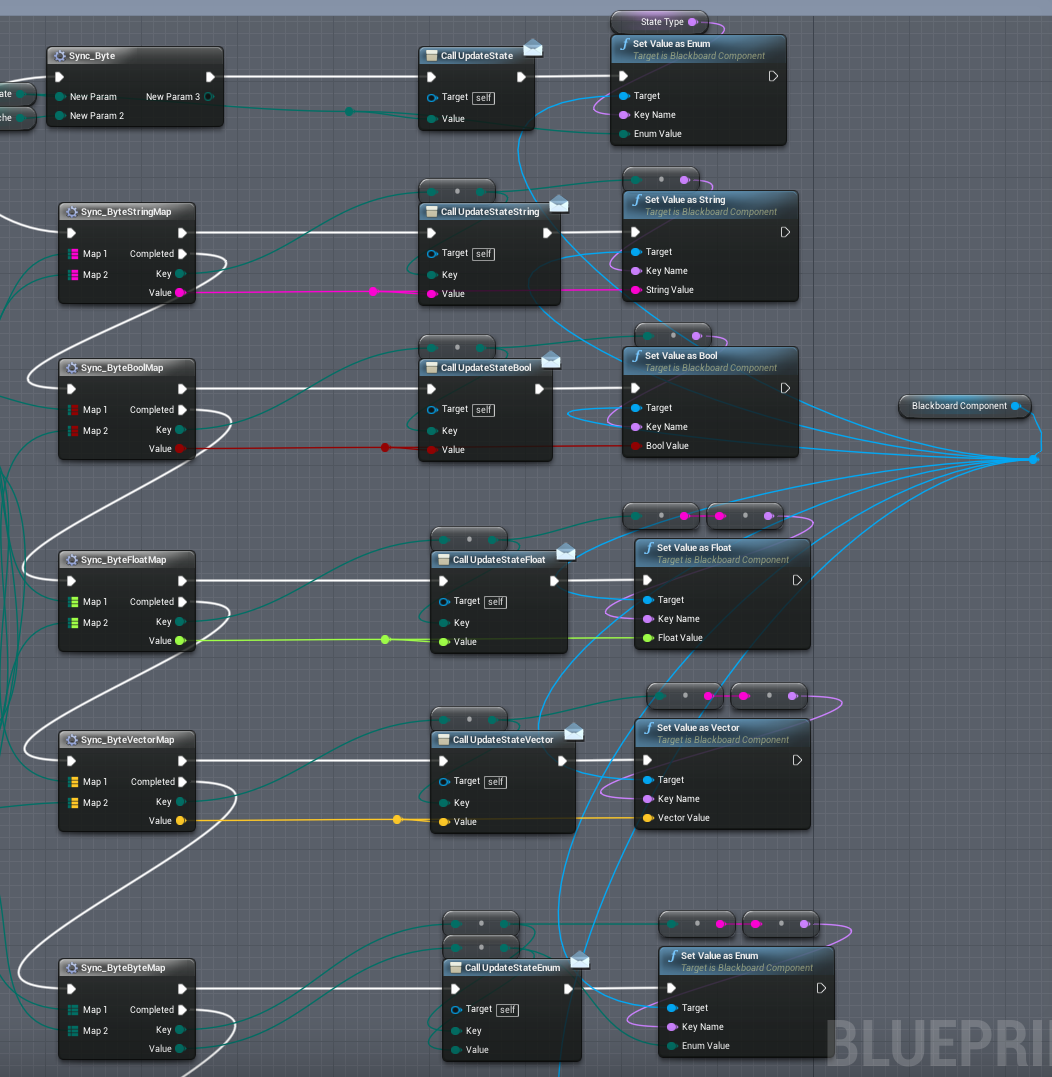 State Type
Sync_Byte
Call UpdateState
Set Value as Enum
Target is Blackboard Component
ate
New Param
New Param 3
Target self
Target
che
New Param 2
Value
Key Name
Enum Value
Sync_ByteStringMap
Call UpdateStateString
Set Value as String
Target is Blackboard Component
Map 1
Completed
Target self
Target
Map 2
Key
Key
Key Name
Value
Value
String Value
Sync_ByteBoolMap
Call UpdateStateBool
Set Value as Bool
Target is Blackboard Component
Map 1
Completed
Target self
Target
Blackboard Component
Map 2
Key
Key
Key Name
Value
Value
Bool Value
Sync_ByteFloatMap
Call UpdateStateFloat
Set Value as Float
Target is Blackboard Component
Map 1
Completed
Target self
Target
Map 2
Key
Key
Key Name
Value
Value
Float Value
Sync_ByteVectorMap
Call UpdateStateVector
Set Value as Vector
Target is Blackboard Component
Map 1
Completed
Target self
Target
Map 2
Key
Key
Key Name
Value
Value
Vector Value
Sync_ByteByteMap
Call UpdateStateEnum
Set Value as Enum
Target is Blackboard Component
Map 1
Completed
Target self
Target
Map 2
Key
Key
Key Name
Value
Value
Enum Value
BLUEPRI